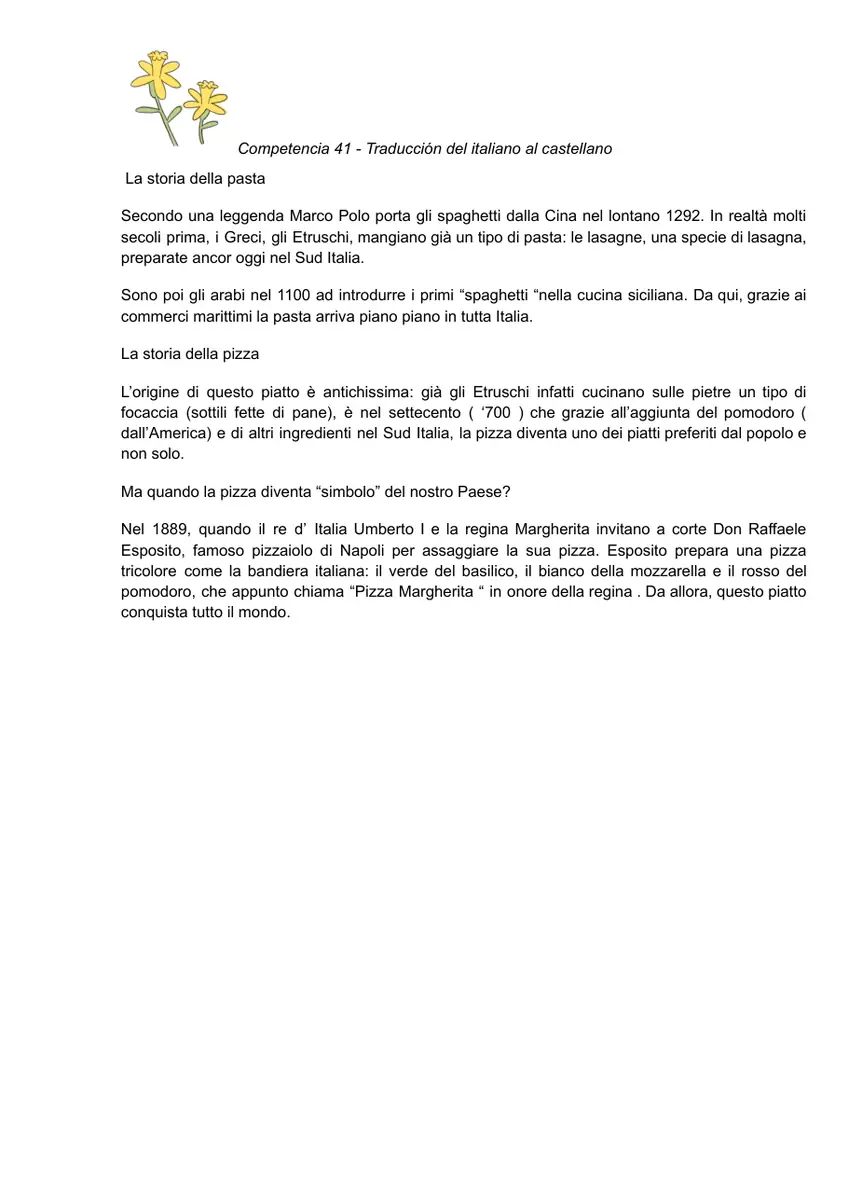 Competencia 41 - Traducción del italiano al castellano
La storia della pasta
Secondo una leggenda Marco Polo porta gli spaghetti dalla Cina nel lontano 1292. In realtà molti
secoli prima, i Greci, gli Etruschi, mangiano già un tipo di pasta: le lasagne, una specie di lasagna,
preparate ancor oggi nel Sud Italia.
Sono poi gli arabi nel 1100 ad introdurre i primi “spaghetti “nella cucina siciliana. Da qui, grazie ai
commerci marittimi la pasta arriva piano piano in tutta Italia.
La storia della pizza
L’origine di questo piatto è antichissima: già gli Etruschi infatti cucinano sulle pietre un tipo di
focaccia (sottili fette di pane), è nel settecento ( ‘700 ) che grazie all’aggiunta del pomodoro (
dall’America) e di altri ingredienti nel Sud Italia, la pizza diventa uno dei piatti preferiti dal popolo e
non solo.
Ma quando la pizza diventa “simbolo” del nostro Paese?
Nel 1889, quando il re d’ Italia Umberto I e la regina Margherita invitano a corte Don Raffaele
Esposito, famoso pizzaiolo di Napoli per assaggiare la sua pizza. Esposito prepara una pizza
tricolore come la bandiera italiana: il verde del basilico, il bianco della mozzarella e il rosso del
pomodoro, che appunto chiama “Pizza Margherita “ in onore della regina . Da allora, questo piatto
conquista tutto il mondo.